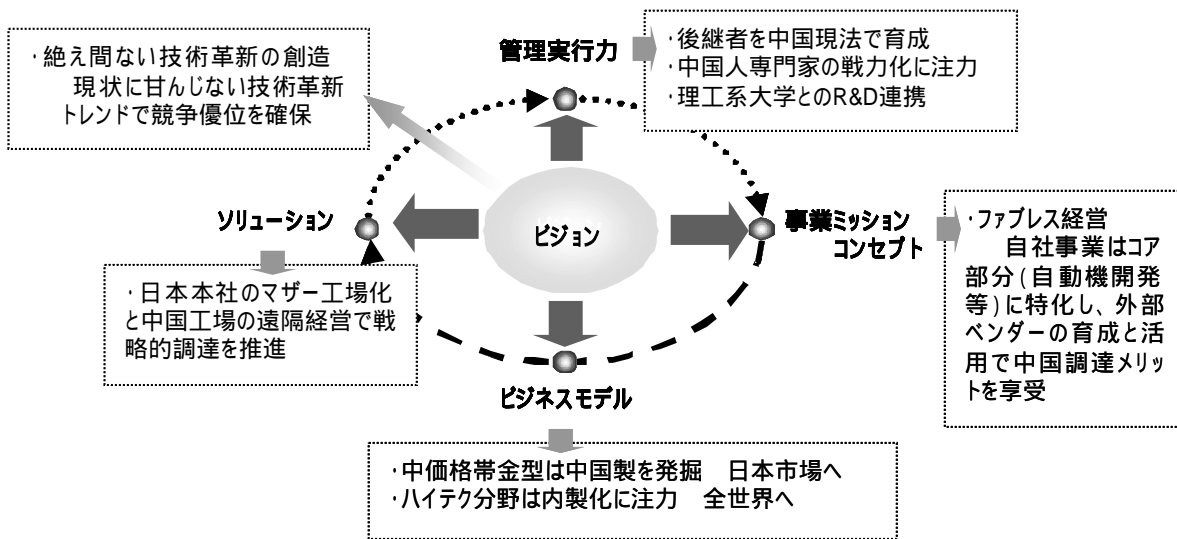 ・絶え間ない技術革新の創造
現状に甘んじない技術革新
トレンドで競争優位を確保
管理実行力
・後継者を中国現法で育成
・中国人専門家の戦力化に注力
・理工系大学とのR&D連携
ソリューション
ビジョン
事業ミッション
コンセプト
・ファブレス経営
自社事業はコア
部分(自動機開発
等)に特化し、外部
ベンダーの育成と活
用で中国調達メリッ
トを享受
・日本本社のマザー工場化
と中国工場の遠隔経営で戦
略的調達を推進
ビジネスモデル
・中価格帯金型は中国製を発掘 日本市場へ
・ハイテク分野は内製化に注力 全世界へ